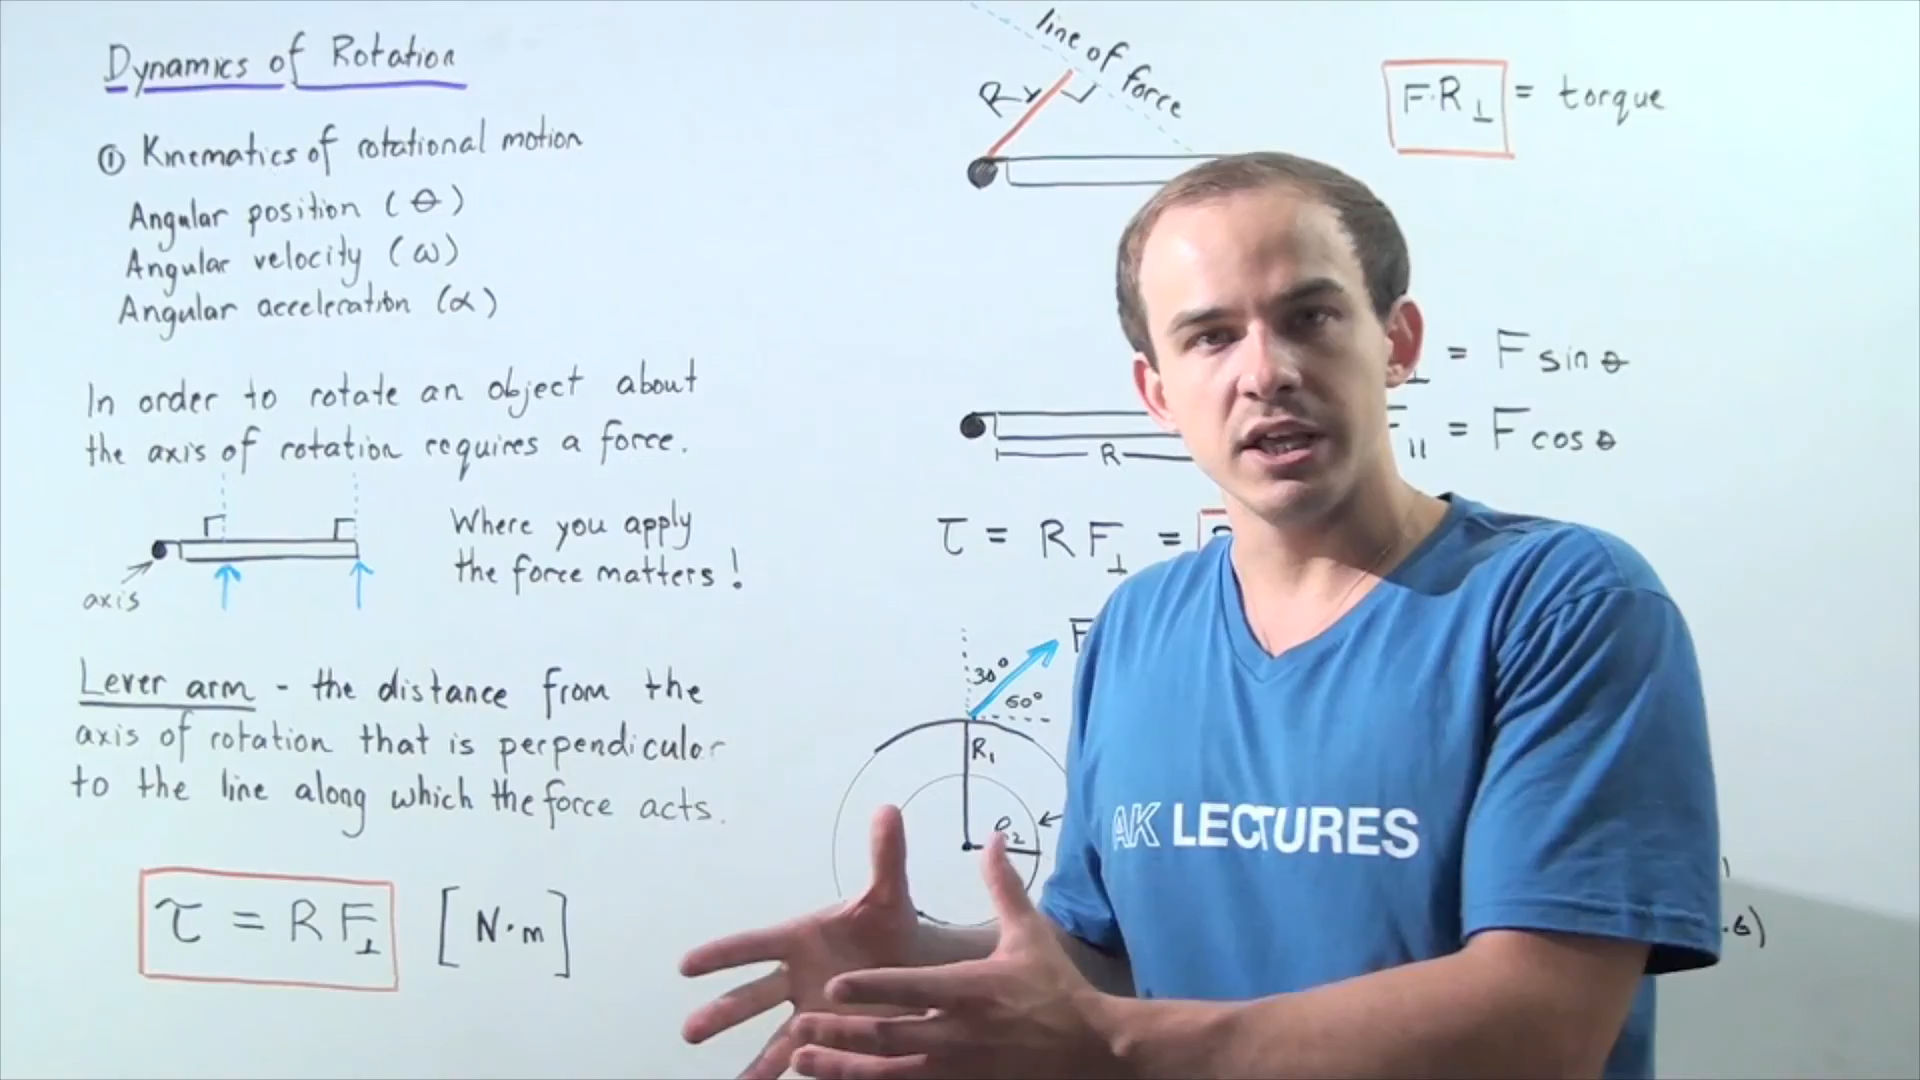 Dynamics of Rotation
① Kinematics of rotational motion
Angular position (θ)
Angular velocity (ω)
Angular acceleration (α)
In order to rotate an object about
the axis of rotation requires a force.
axis
Where you apply
the force matters!
Lever arm - the distance from the
axis of rotation that is perpendicular
to the line along which the force acts.
τ = R F⊥ [N·m]
line of force
R
F·R⊥ = torque
⊥ = F sin θ
F|| = F cos θ
R
τ = R F⊥ =
F
30°
60°
R₁
AK LECTURES